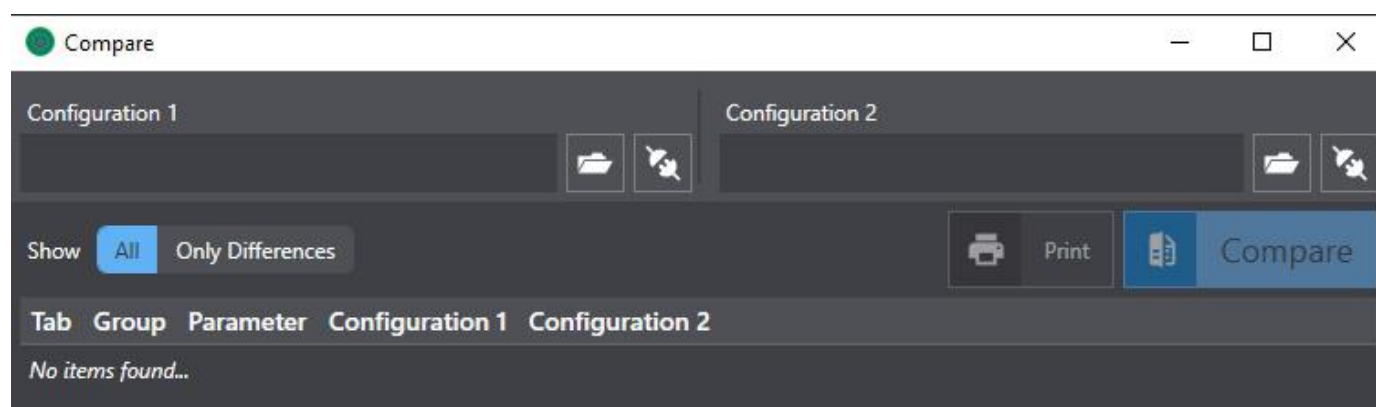 Compare
Configuration 1
Configuration 2
Show All Only Differences Print Compare
Tab Group Parameter Configuration 1 Configuration 2
No items found...